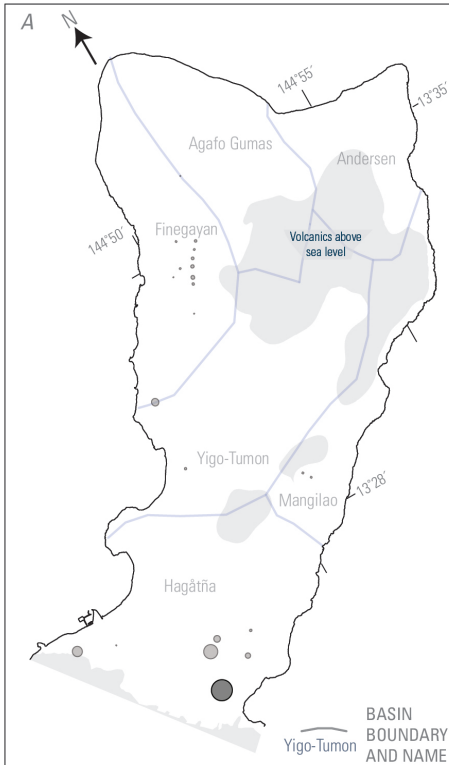 A
N
144°55´
13°35´
Agafo Gumas
Andersen
Finegayan
Volcanics above
sea level
144°50´
Yigo-Tumon
13°28´
Mangilao
Hagåtña
BASIN
BOUNDARY
Yigo-Tumon
AND NAME